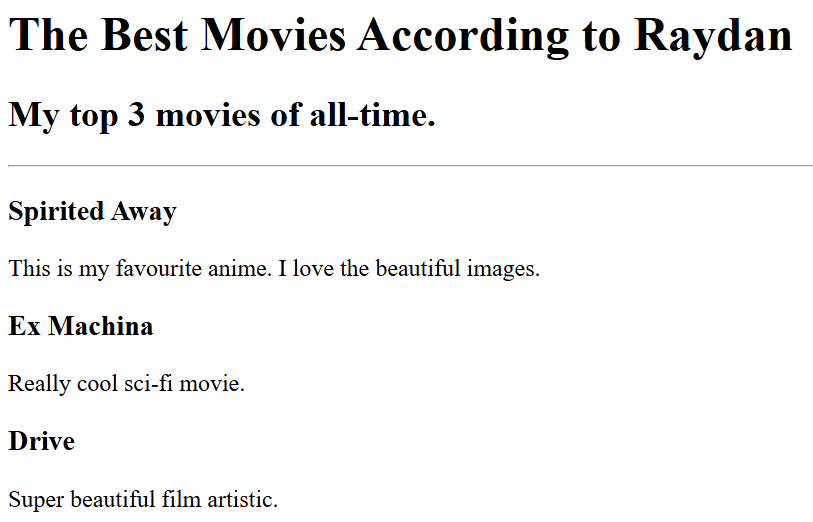 The Best Movies According to Raydan
My top 3 movies of all-time.
Spirited Away
This is my favourite anime. I love the beautiful images.
Ex Machina
Really cool sci-fi movie.
Drive
Super beautiful film artistic.